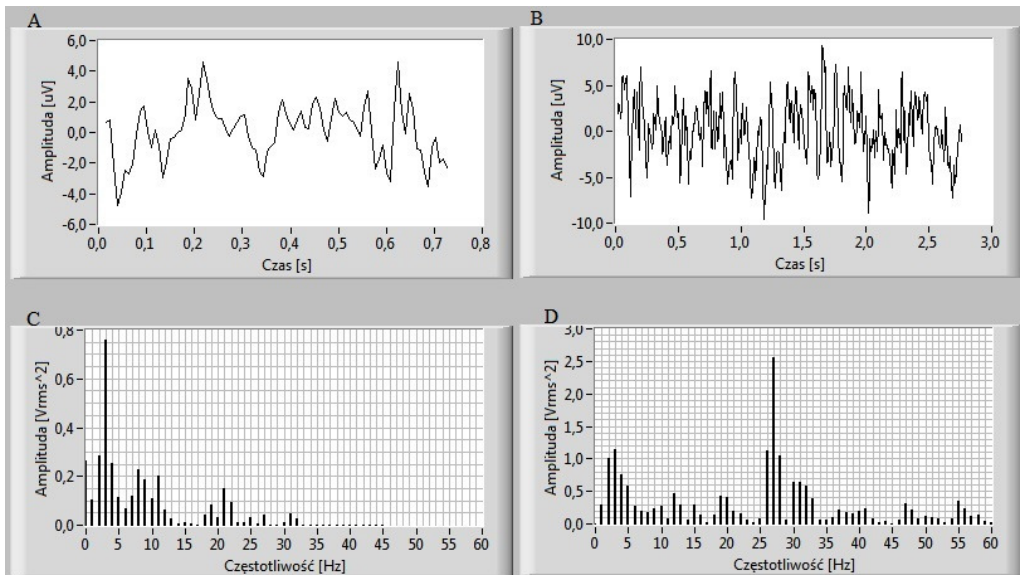 A
Amplituda [uV]
6,0
4,0
2,0
0,0
-2,0
-4,0
-6,0
0,0 0,1 0,2 0,3 0,4 0,5 0,6 0,7 0,8
Czas [s]
B
Amplituda [uV]
10,0
5,0
0,0
-5,0
-10,0
0,0 0,5 1,0 1,5 2,0 2,5 3,0
Czas [s]
C
Amplituda [Vrms^2]
0,8
0,6
0,4
0,2
0,0
0 5 10 15 20 25 30 35 40 45 50 55 60
Częstotliwość [Hz]
D
Amplituda [Vrms^2]
3,0
2,5
2,0
1,5
1,0
0,5
0,0
0 5 10 15 20 25 30 35 40 45 50 55 60
Częstotliwość [Hz]